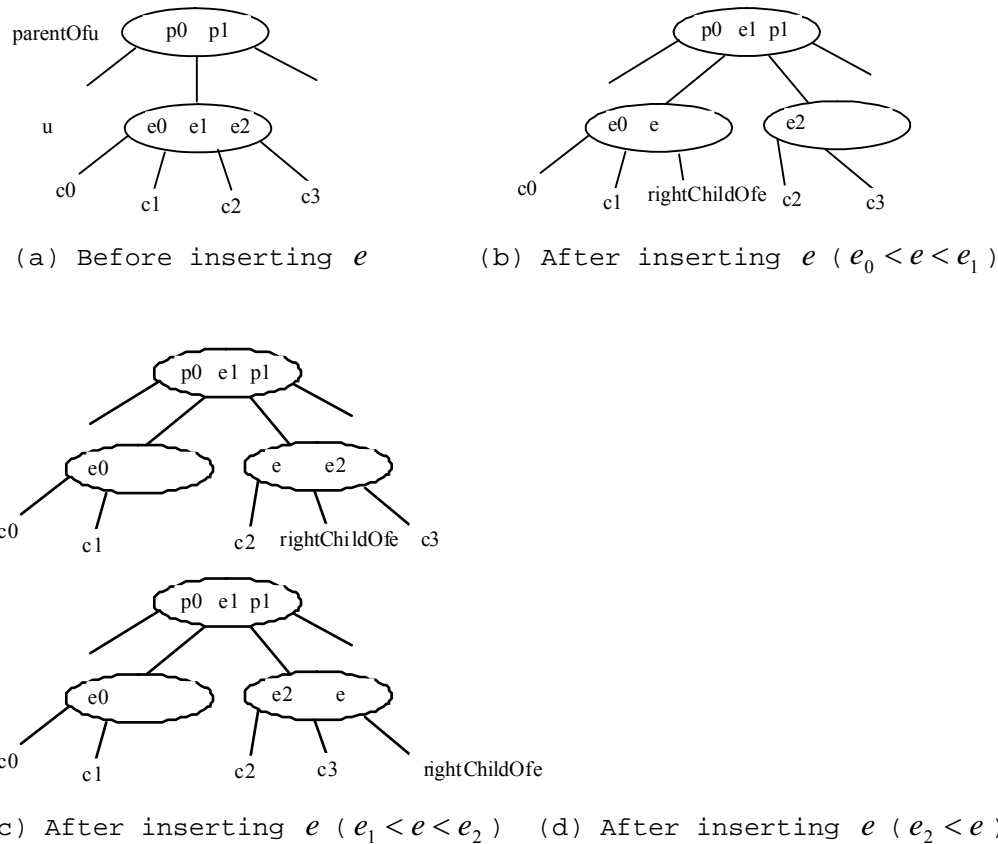 parentOfu p0 p1 p0 e1 p1
u e0 e1 e2 e0 e e2
c0 c1 c2 c3 c0 c1 rightChildOfe c2 c3
(a) Before inserting e (b) After inserting e ( e₀ < e < e₁ )
p0 e1 p1
e0 e e2
c0 c1 c2 rightChildOfe c3
p0 e1 p1
e0 e2 e
c0 c1 c2 c3 rightChildOfe
c) After inserting e ( e₁ < e < e₂ ) (d) After inserting e ( e₂ < e )